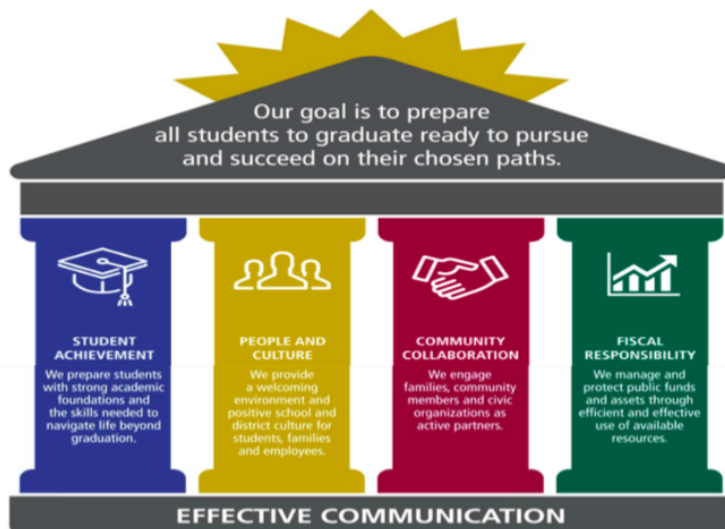 Our goal is to prepare
all students to graduate ready to pursue
and succeed on their chosen paths.
STUDENT
ACHIEVEMENT
We prepare students
with strong academic
foundations and
the skills needed to
navigate life beyond
graduation.
PEOPLE AND
CULTURE
We provide
a welcoming
environment and
positive school and
district culture for
students, families
and employees.
COMMUNITY
COLLABORATION
We engage
families, community
members and civic
organizations as
active partners.
FISCAL
RESPONSIBILITY
We manage and
protect public funds
and assets through
efficient and effective
use of available
resources.
EFFECTIVE COMMUNICATION